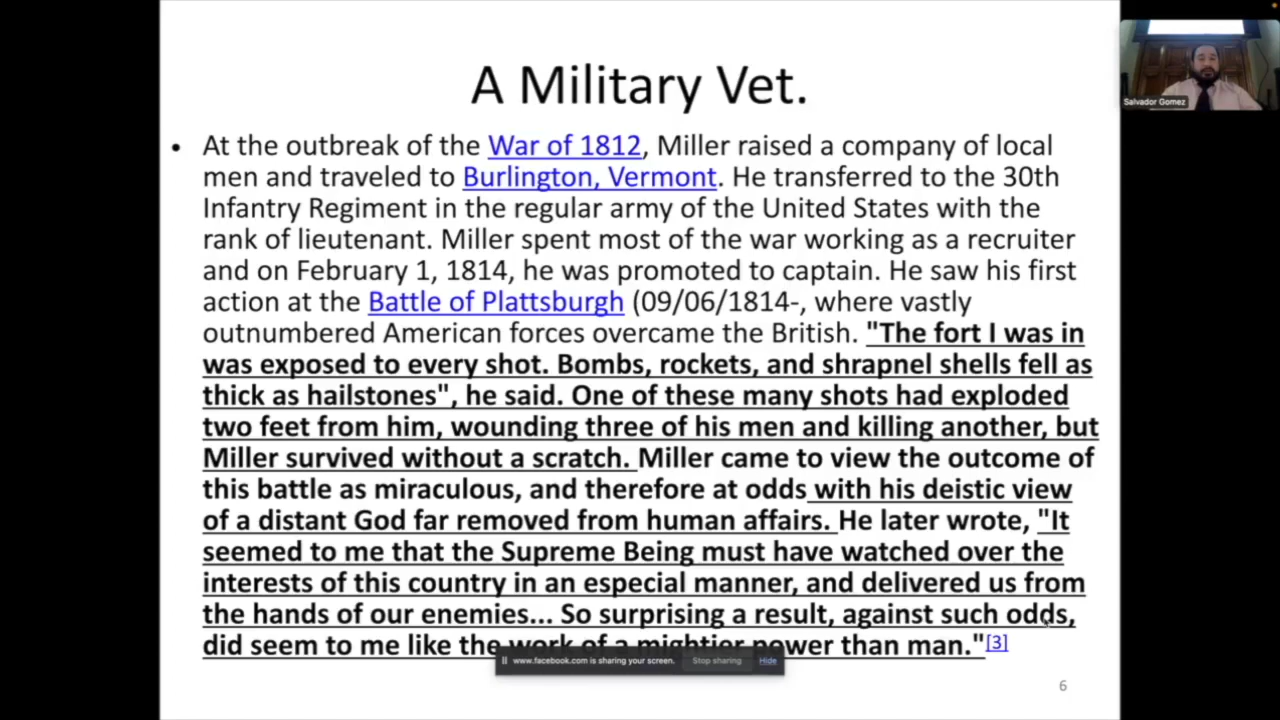 A Military Vet.
• At the outbreak of the War of 1812, Miller raised a company of local
men and traveled to Burlington, Vermont. He transferred to the 30th
Infantry Regiment in the regular army of the United States with the
rank of lieutenant. Miller spent most of the war working as a recruiter
and on February 1, 1814, he was promoted to captain. He saw his first
action at the Battle of Plattsburgh (09/06/1814-, where vastly
outnumbered American forces overcame the British. "The fort I was in
was exposed to every shot. Bombs, rockets, and shrapnel shells fell as
thick as hailstones", he said. One of these many shots had exploded
two feet from him, wounding three of his men and killing another, but
Miller survived without a scratch. Miller came to view the outcome of
this battle as miraculous, and therefore at odds with his deistic view
of a distant God far removed from human affairs. He later wrote, "It
seemed to me that the Supreme Being must have watched over the
interests of this country in an especial manner, and delivered us from
the hands of our enemies... So surprising a result, against such odds,
did seem to me like the work of a mightier power than man."[3]
www.facebook.com is sharing your screen. Stop sharing Hide
6
Salvador Gomez